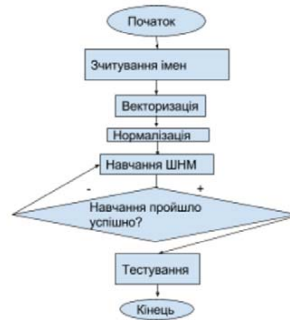 Початок
Зчитування імен
Векторизація
Нормалізація
Навчання ШНМ
- +
Навчання пройшло
успішно?
Тестування
Кінець